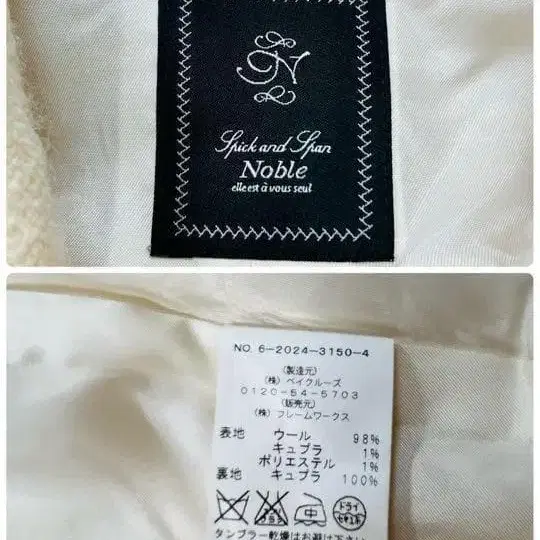 N
Spick and Span
Noble
elle est à vous seul
NO. 6-2024-3150-4
(製造元)
(株) ベイクルーズ
0120-54-5703
(販売元)
(株) フレームワークス
表地 ウール 98%
キュプラ 1%
ポリエステル 1%
裏地 キュプラ 100%
中 ドライ
タンブラー乾燥はお避け下さい